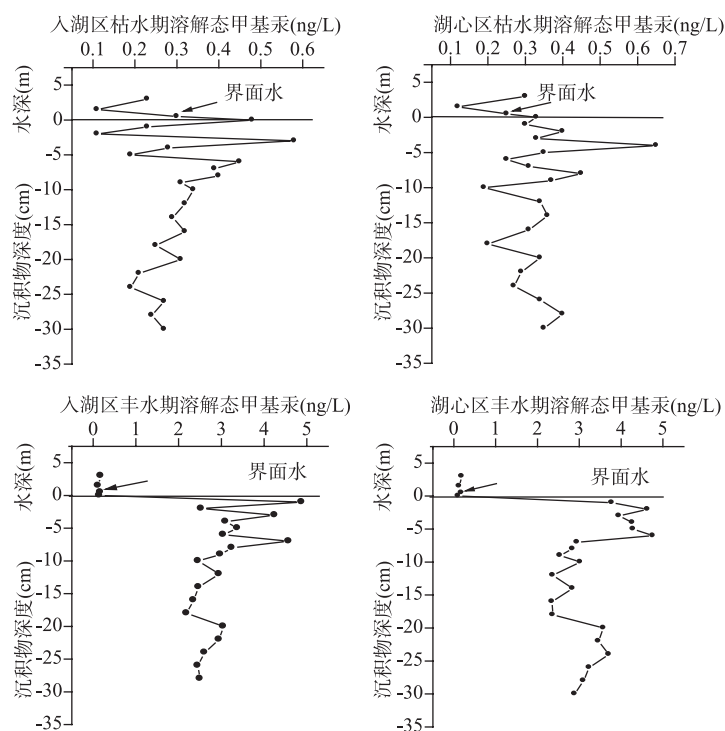 入湖区枯水期溶解态甲基汞(ng/L)
0.1 0.2 0.3 0.4 0.5 0.6
水深(m)
沉积物深度(cm)
5
0
-5
-10
-15
-20
-25
-30
-35
界面水
湖心区枯水期溶解态甲基汞(ng/L)
0.1 0.2 0.3 0.4 0.5 0.6 0.7
水深(m)
沉积物深度(cm)
5
0
-5
-10
-15
-20
-25
-30
-35
界面水
入湖区丰水期溶解态甲基汞(ng/L)
0 1 2 3 4 5
水深(m)
沉积物深度(cm)
5
0
-5
-10
-15
-20
-25
-30
-35
界面水
湖心区丰水期溶解态甲基汞(ng/L)
0 1 2 3 4 5
水深(m)
沉积物深度(cm)
5
0
-5
-10
-15
-20
-25
-30
-35
界面水